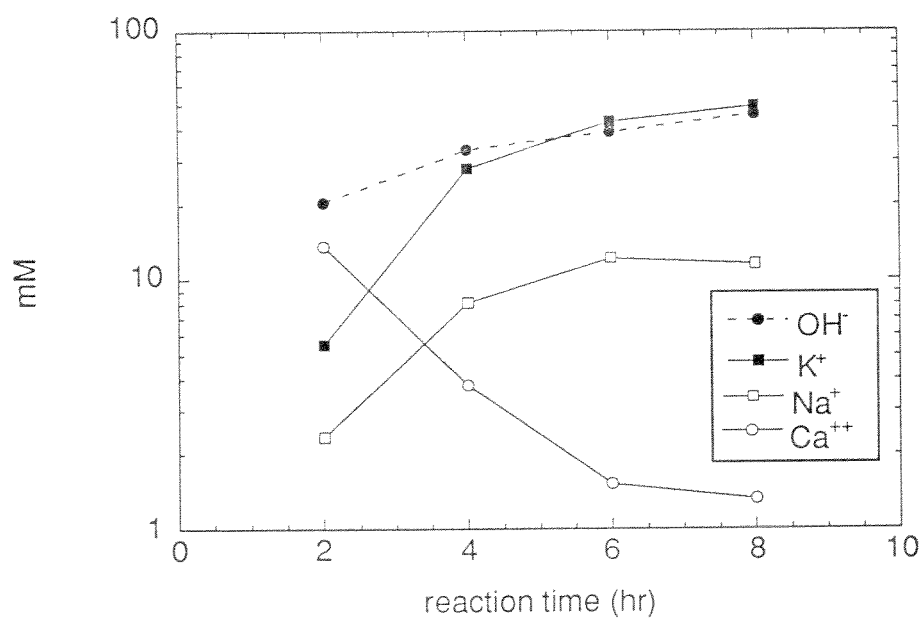 100
mM
10
1
0 2 4 6 8 10
reaction time (hr)
OH⁻
K⁺
Na⁺
Ca⁺⁺